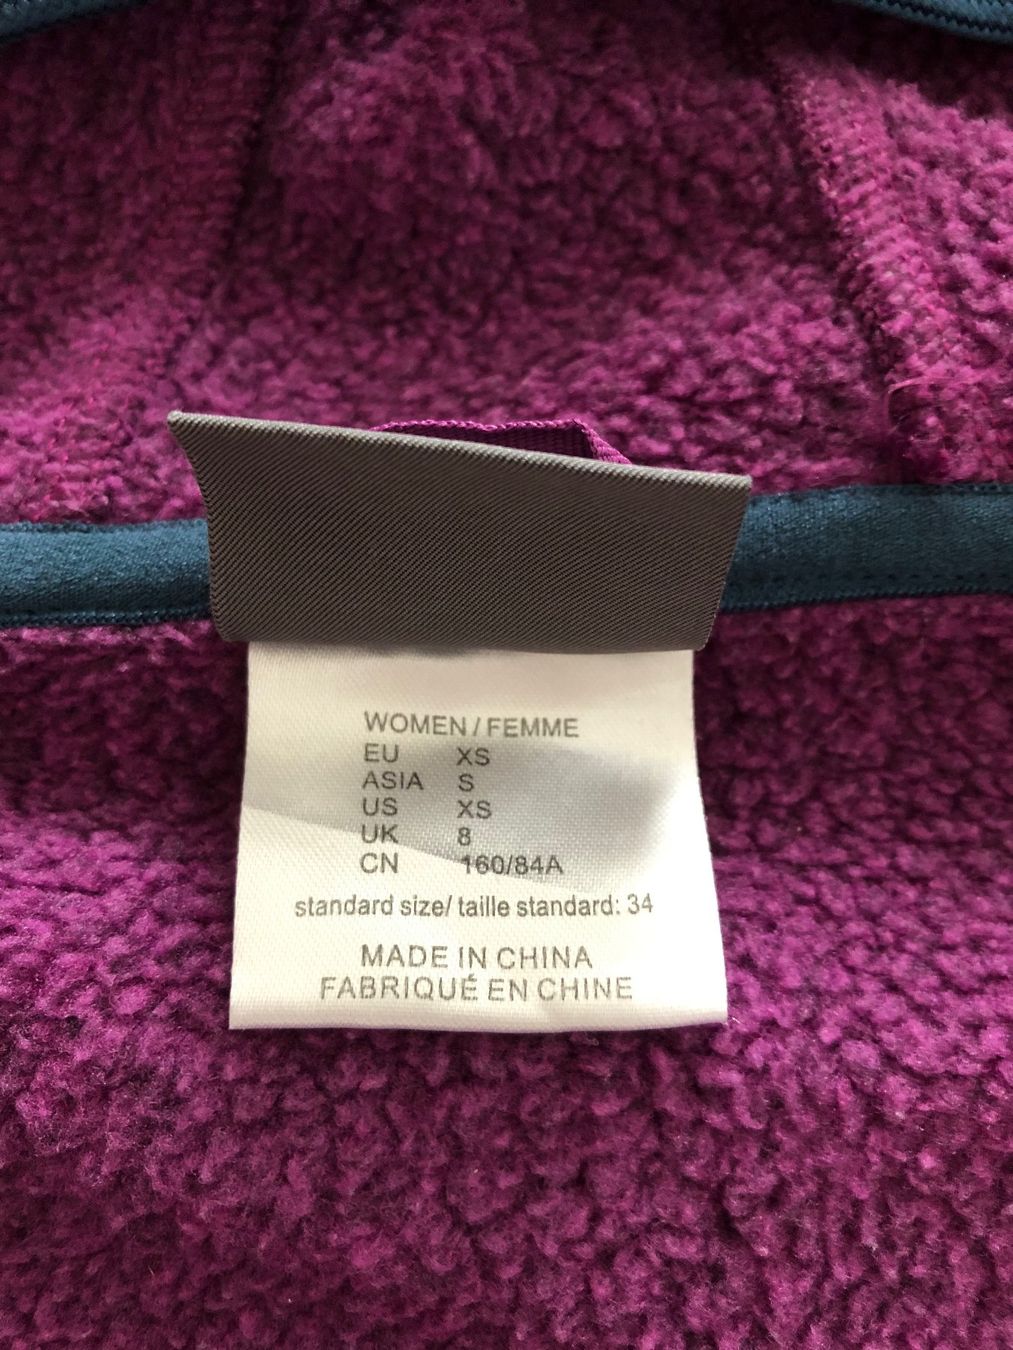 WOMEN / FEMME
EU XS
ASIA S
US XS
UK 8
CN 160/84A
standard size/ taille standard: 34
MADE IN CHINA
FABRIQUÉ EN CHINE